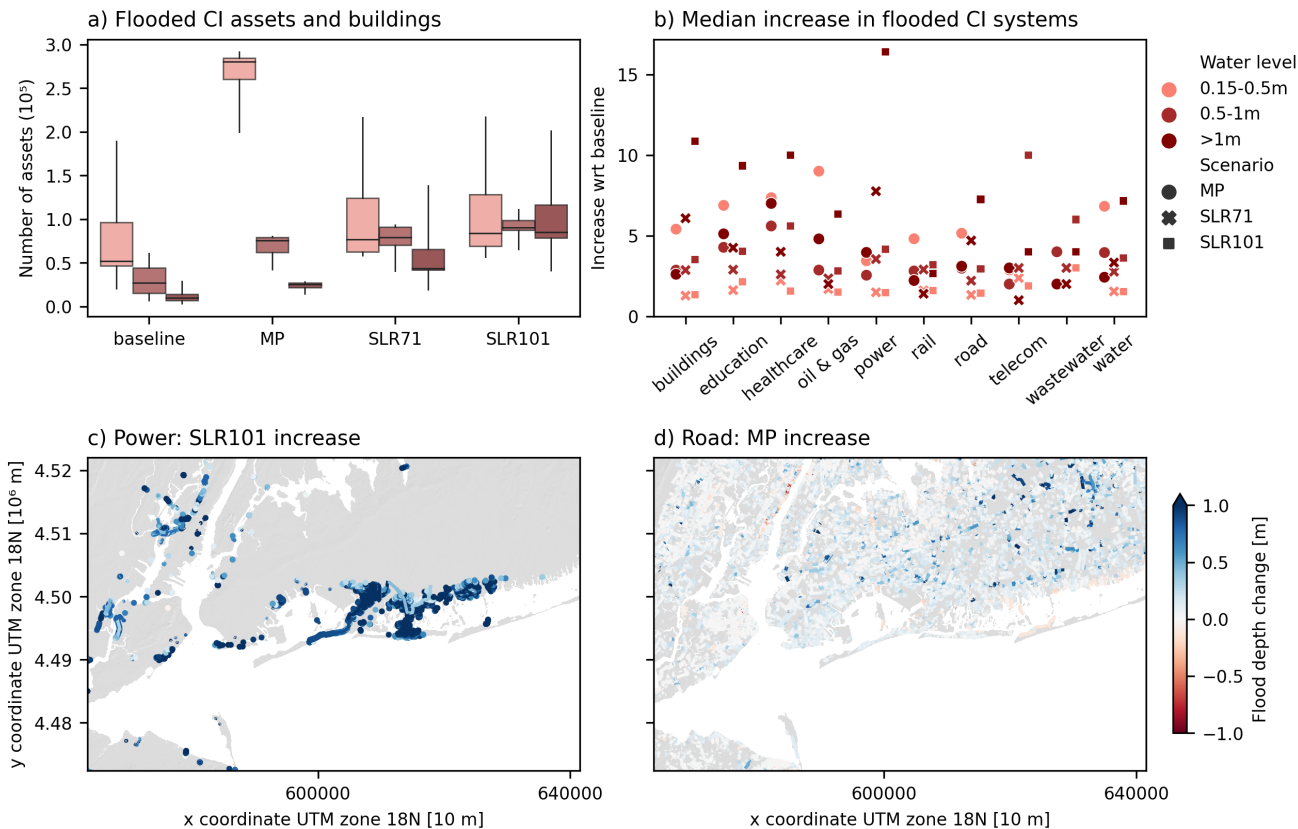 a) Flooded CI assets and buildings
Number of assets (10⁵)
3.0
2.5
2.0
1.5
1.0
0.5
0.0
baseline
MP
SLR71
SLR101
b) Median increase in flooded CI systems
Increase wrt baseline
15
10
5
0
buildings
education
healthcare
oil & gas
power
rail
road
telecom
wastewater
water
Water level
0.15-0.5m
0.5-1m
>1m
Scenario
MP
SLR71
SLR101
c) Power: SLR101 increase
y coordinate UTM zone 18N [10⁶ m]
4.52
4.51
4.50
4.49
4.48
600000
640000
x coordinate UTM zone 18N [10 m]
d) Road: MP increase
600000
640000
x coordinate UTM zone 18N [10 m]
1.0
0.5
0.0
−0.5
−1.0
Flood depth change [m]